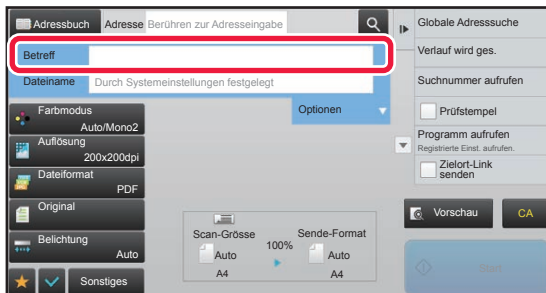 Adressbuch
Adresse Berühren zur Adresseingabe
Betreff
Dateiname Durch Systemeinstellungen festgelegt
Optionen
Farbmodus
Auto/Mono2
Auflösung
200x200dpi
Dateiformat
PDF
Original
Belichtung
Auto
Sonstiges
Scan-Grösse
Auto
A4
100%
Sende-Format
Auto
A4
Globale Adresssuche
Verlauf wird ges.
Suchnummer aufrufen
Prüfstempel
Programm aufrufen
Registrierte Einst. aufrufen.
Zielort-Link
senden
Vorschau
CA
Start